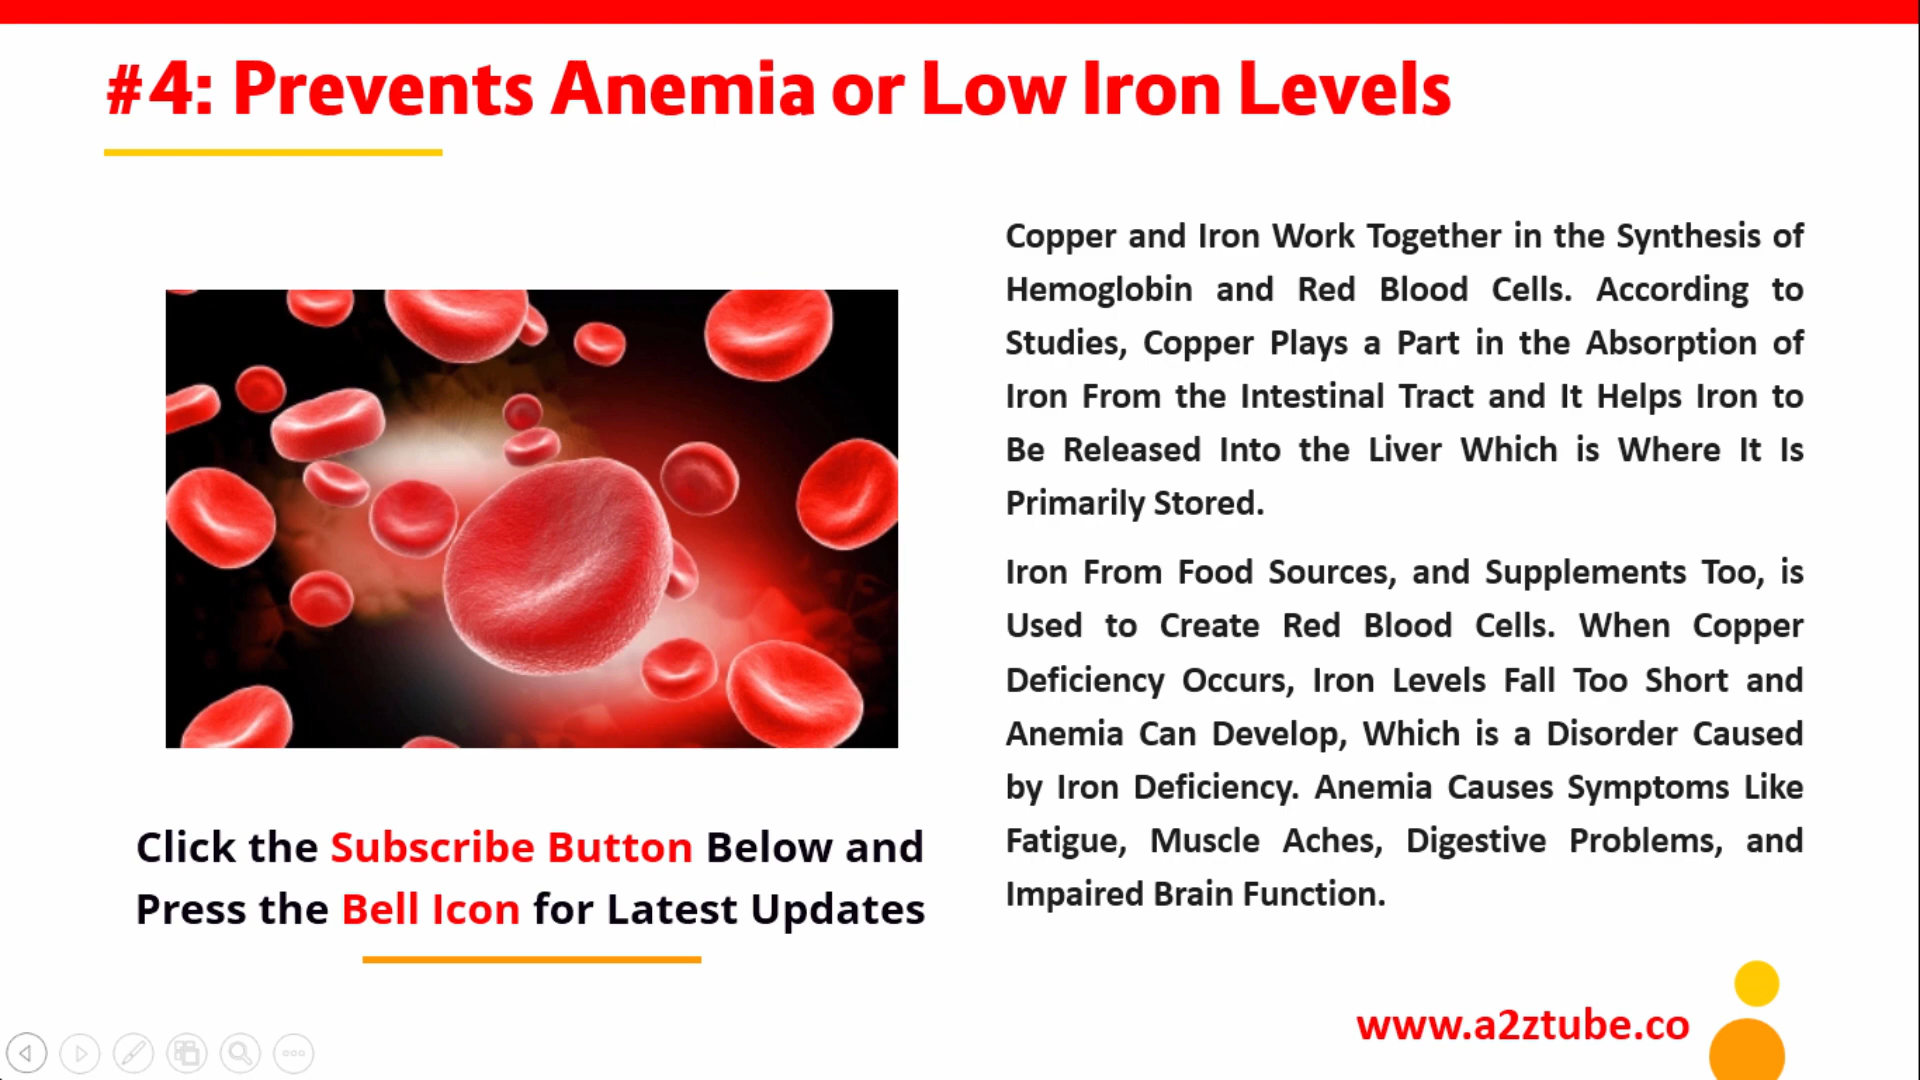 #4: Prevents Anemia or Low Iron Levels
Copper and Iron Work Together in the Synthesis of
Hemoglobin and Red Blood Cells. According to
Studies, Copper Plays a Part in the Absorption of
Iron From the Intestinal Tract and It Helps Iron to
Be Released Into the Liver Which is Where It Is
Primarily Stored.
Iron From Food Sources, and Supplements Too, is
Used to Create Red Blood Cells. When Copper
Deficiency Occurs, Iron Levels Fall Too Short and
Anemia Can Develop, Which is a Disorder Caused
by Iron Deficiency. Anemia Causes Symptoms Like
Fatigue, Muscle Aches, Digestive Problems, and
Impaired Brain Function.
Click the Subscribe Button Below and
Press the Bell Icon for Latest Updates
www.a2ztube.co